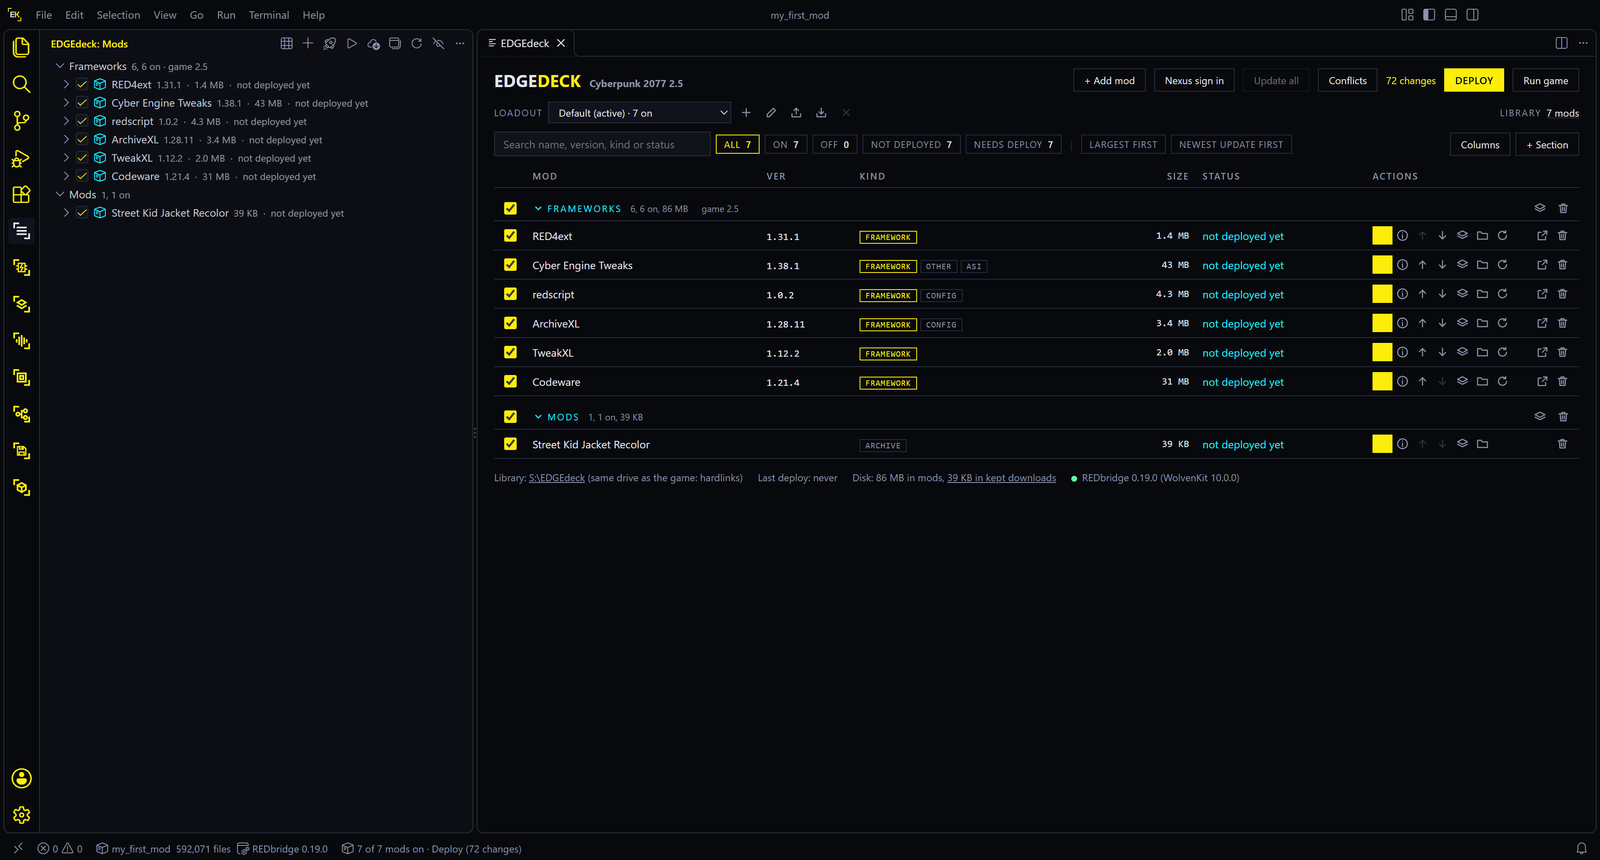 EK File Edit Selection View Go Run Terminal Help my_first_mod
EDGEdeck: Mods
Frameworks 6, 6 on · game 2.5
RED4ext 1.31.1 · 1.4 MB · not deployed yet
Cyber Engine Tweaks 1.38.1 · 43 MB · not deployed yet
redscript 1.0.2 · 4.3 MB · not deployed yet
ArchiveXL 1.28.11 · 3.4 MB · not deployed yet
TweakXL 1.12.2 · 2.0 MB · not deployed yet
Codeware 1.21.4 · 31 MB · not deployed yet
Mods 1, 1 on
Street Kid Jacket Recolor 39 KB · not deployed yet
EDGEdeck
EDGEDECK Cyberpunk 2077 2.5 + Add mod Nexus sign in Update all Conflicts 72 changes DEPLOY Run game
LOADOUT Default (active) · 7 on LIBRARY 7 mods
Search name, version, kind or status ALL 7 ON 7 OFF 0 NOT DEPLOYED 7 NEEDS DEPLOY 7 LARGEST FIRST NEWEST UPDATE FIRST Columns + Section
MOD VER KIND SIZE STATUS ACTIONS
FRAMEWORKS 6, 6 on, 86 MB game 2.5
RED4ext 1.31.1 FRAMEWORK 1.4 MB not deployed yet
Cyber Engine Tweaks 1.38.1 FRAMEWORK OTHER ASI 43 MB not deployed yet
redscript 1.0.2 FRAMEWORK CONFIG 4.3 MB not deployed yet
ArchiveXL 1.28.11 FRAMEWORK CONFIG 3.4 MB not deployed yet
TweakXL 1.12.2 FRAMEWORK 2.0 MB not deployed yet
Codeware 1.21.4 FRAMEWORK 31 MB not deployed yet
MODS 1, 1 on, 39 KB
Street Kid Jacket Recolor ARCHIVE 39 KB not deployed yet
Library: S:\EDGEdeck (same drive as the game: hardlinks) Last deploy: never Disk: 86 MB in mods, 39 KB in kept downloads REDbridge 0.19.0 (WolvenKit 10.0.0)
0 0 my_first_mod 592,071 files REDbridge 0.19.0 7 of 7 mods on · Deploy (72 changes)